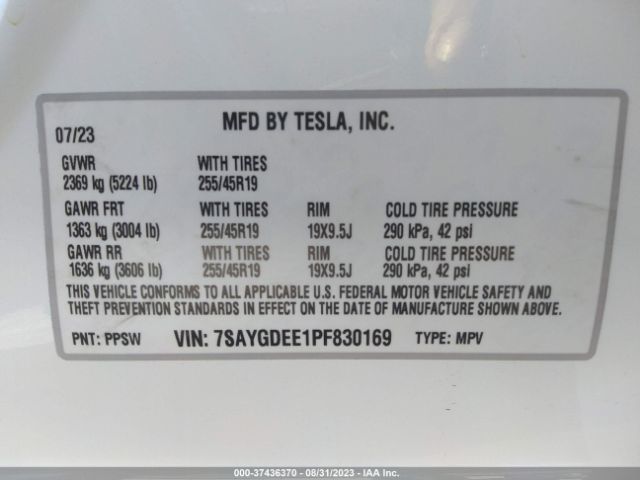 07/23 MFD BY TESLA, INC.
GVWR WITH TIRES
2369 kg (5224 lb) 255/45R19
GAWR FRT WITH TIRES RIM COLD TIRE PRESSURE
1363 kg (3004 lb) 255/45R19 19X9.5J 290 kPa, 42 psi
GAWR RR WITH TIRES RIM COLD TIRE PRESSURE
1636 kg (3606 lb) 255/45R19 19X9.5J 290 kPa, 42 psi
THIS VEHICLE CONFORMS TO ALL APPLICABLE U.S. FEDERAL MOTOR VEHICLE SAFETY AND
THEFT PREVENTION STANDARDS IN EFFECT ON THE DATE OF MANUFACTURE SHOWN ABOVE.
PNT: PPSW VIN: 7SAYGDEE1PF830169 TYPE: MPV
000-37436370 - 08/31/2023 - IAA Inc.